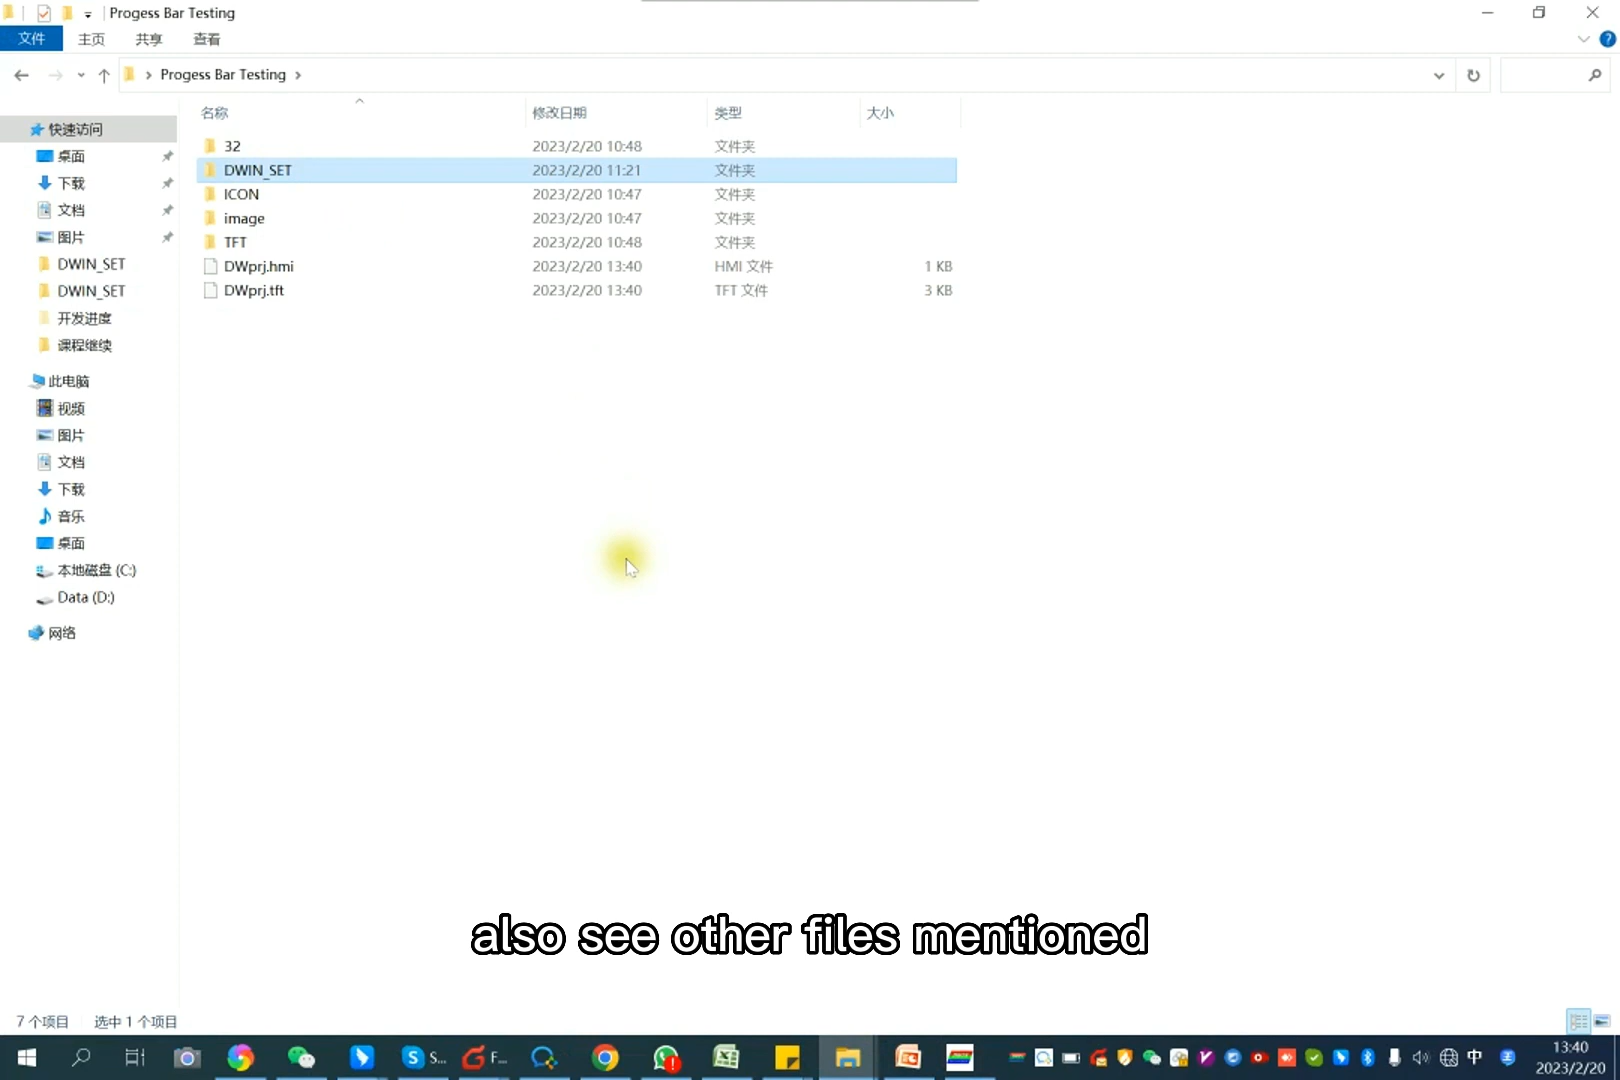 Progess Bar Testing
文件 主页 共享 查看
Progess Bar Testing
名称 修改日期 类型 大小
32 2023/2/20 10:48 文件夹
DWIN_SET 2023/2/20 11:21 文件夹
ICON 2023/2/20 10:47 文件夹
image 2023/2/20 10:47 文件夹
TFT 2023/2/20 10:48 文件夹
DWprj.hmi 2023/2/20 13:40 HMI 文件 1 KB
DWprj.tft 2023/2/20 13:40 TFT 文件 3 KB
快速访问
桌面
下载
文档
图片
DWIN_SET
DWIN_SET
开发进度
课程继续
此电脑
视频
图片
文档
下载
音乐
桌面
本地磁盘 (C:)
Data (D:)
网络
also see other files mentioned
7 个项目 选中 1 个项目
S... F... 中 13:40
2023/2/20